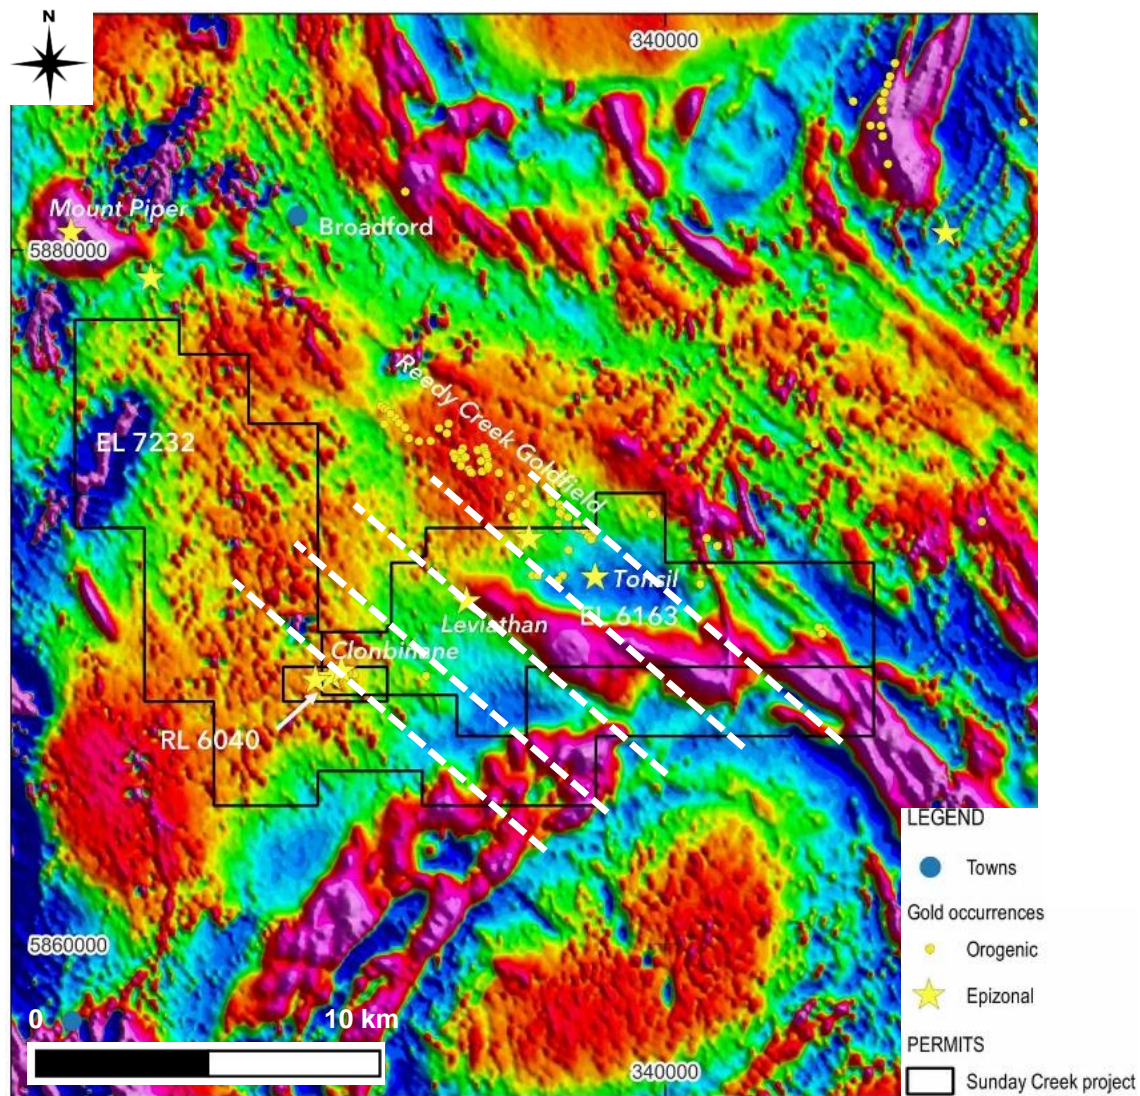 N
340000
Mount Piper
Broadford
5880000
Reedy Creek Goldfield
EL 7232
Tonsil
EL 6163
Leviathan
Clonbinane
RL 6040
LEGEND
Towns
Gold occurrences
Orogenic
Epizonal
PERMITS
Sunday Creek project
5860000
0 10 km
340000